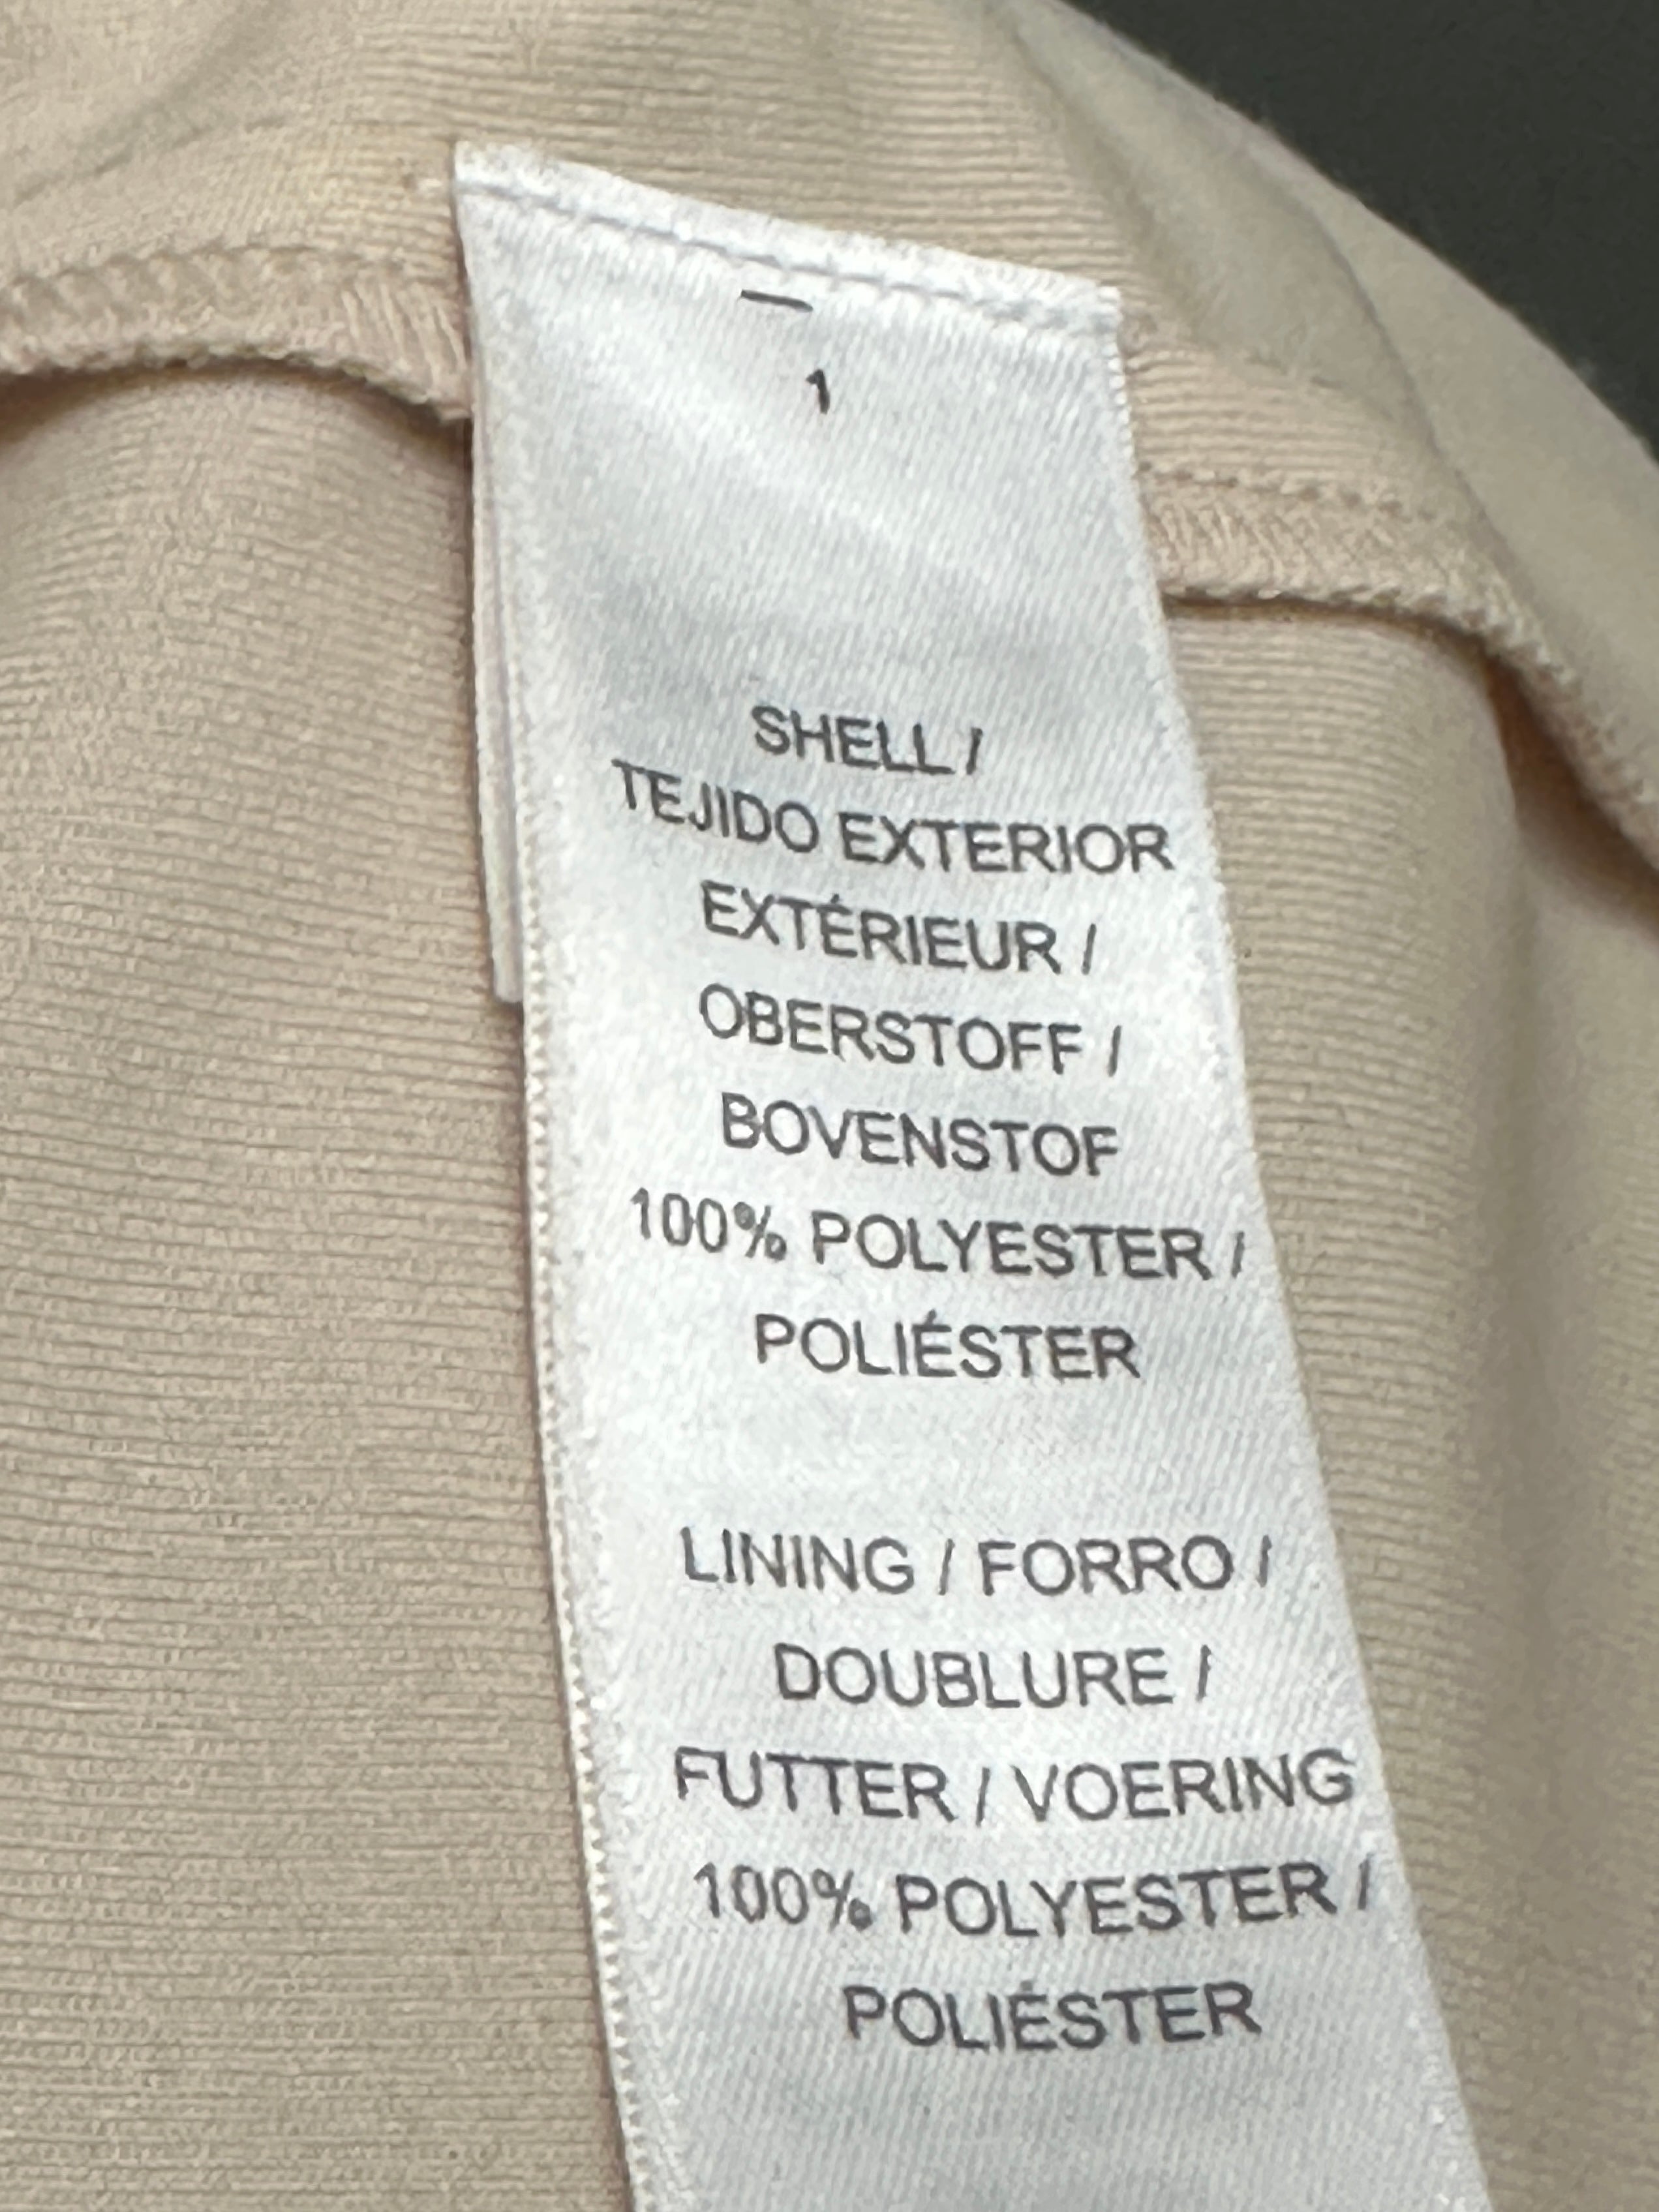 1
SHELL /
TEJIDO EXTERIOR
EXTÉRIEUR /
OBERSTOFF /
BOVENSTOF
100% POLYESTER /
POLIÉSTER
LINING / FORRO /
DOUBLURE /
FUTTER / VOERING
100% POLYESTER /
POLIÉSTER